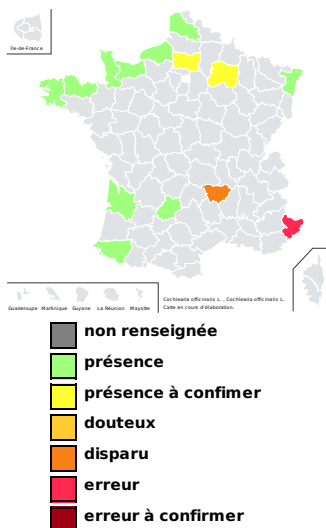 Île-de-France
Guadeloupe Martinique Guyane La Réunion Mayotte
Cochlearia officinalis L. , Cochlearia officinalis L.
Carte en cours d'élaboration.
non renseignée
présence
présence à confimer
douteux
disparu
erreur
erreur à confirmer